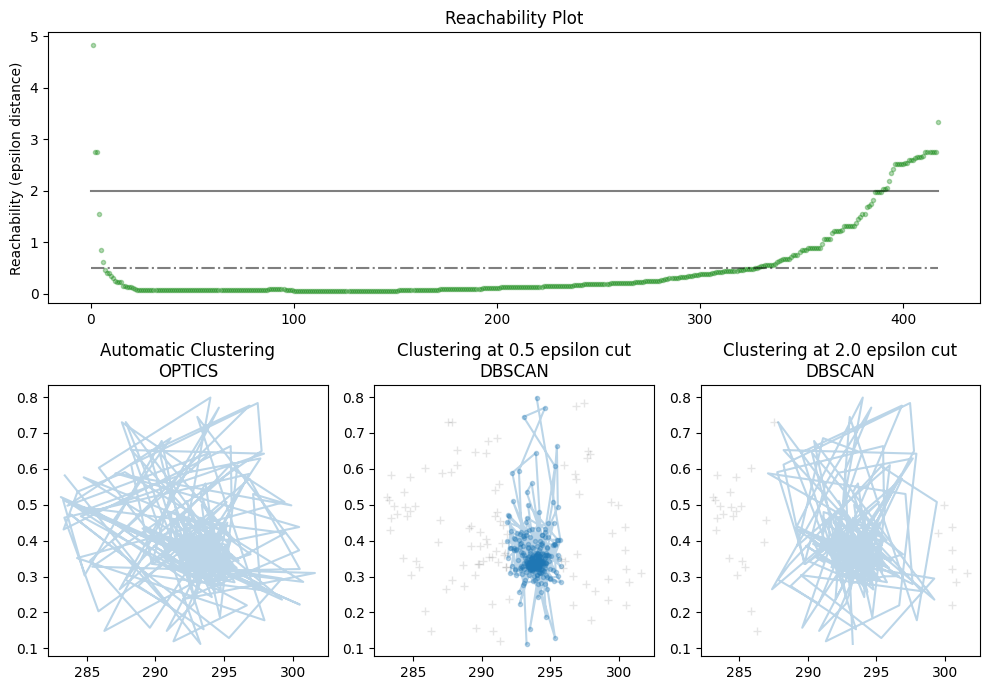 Reachability Plot
Reachability (epsilon distance)
5
4
3
2
1
0
0 100 200 300 400
Automatic Clustering
OPTICS
Clustering at 0.5 epsilon cut
DBSCAN
Clustering at 2.0 epsilon cut
DBSCAN
0.8
0.7
0.6
0.5
0.4
0.3
0.2
0.1
285 290 295 300
0.8
0.7
0.6
0.5
0.4
0.3
0.2
0.1
285 290 295 300
0.8
0.7
0.6
0.5
0.4
0.3
0.2
0.1
285 290 295 300